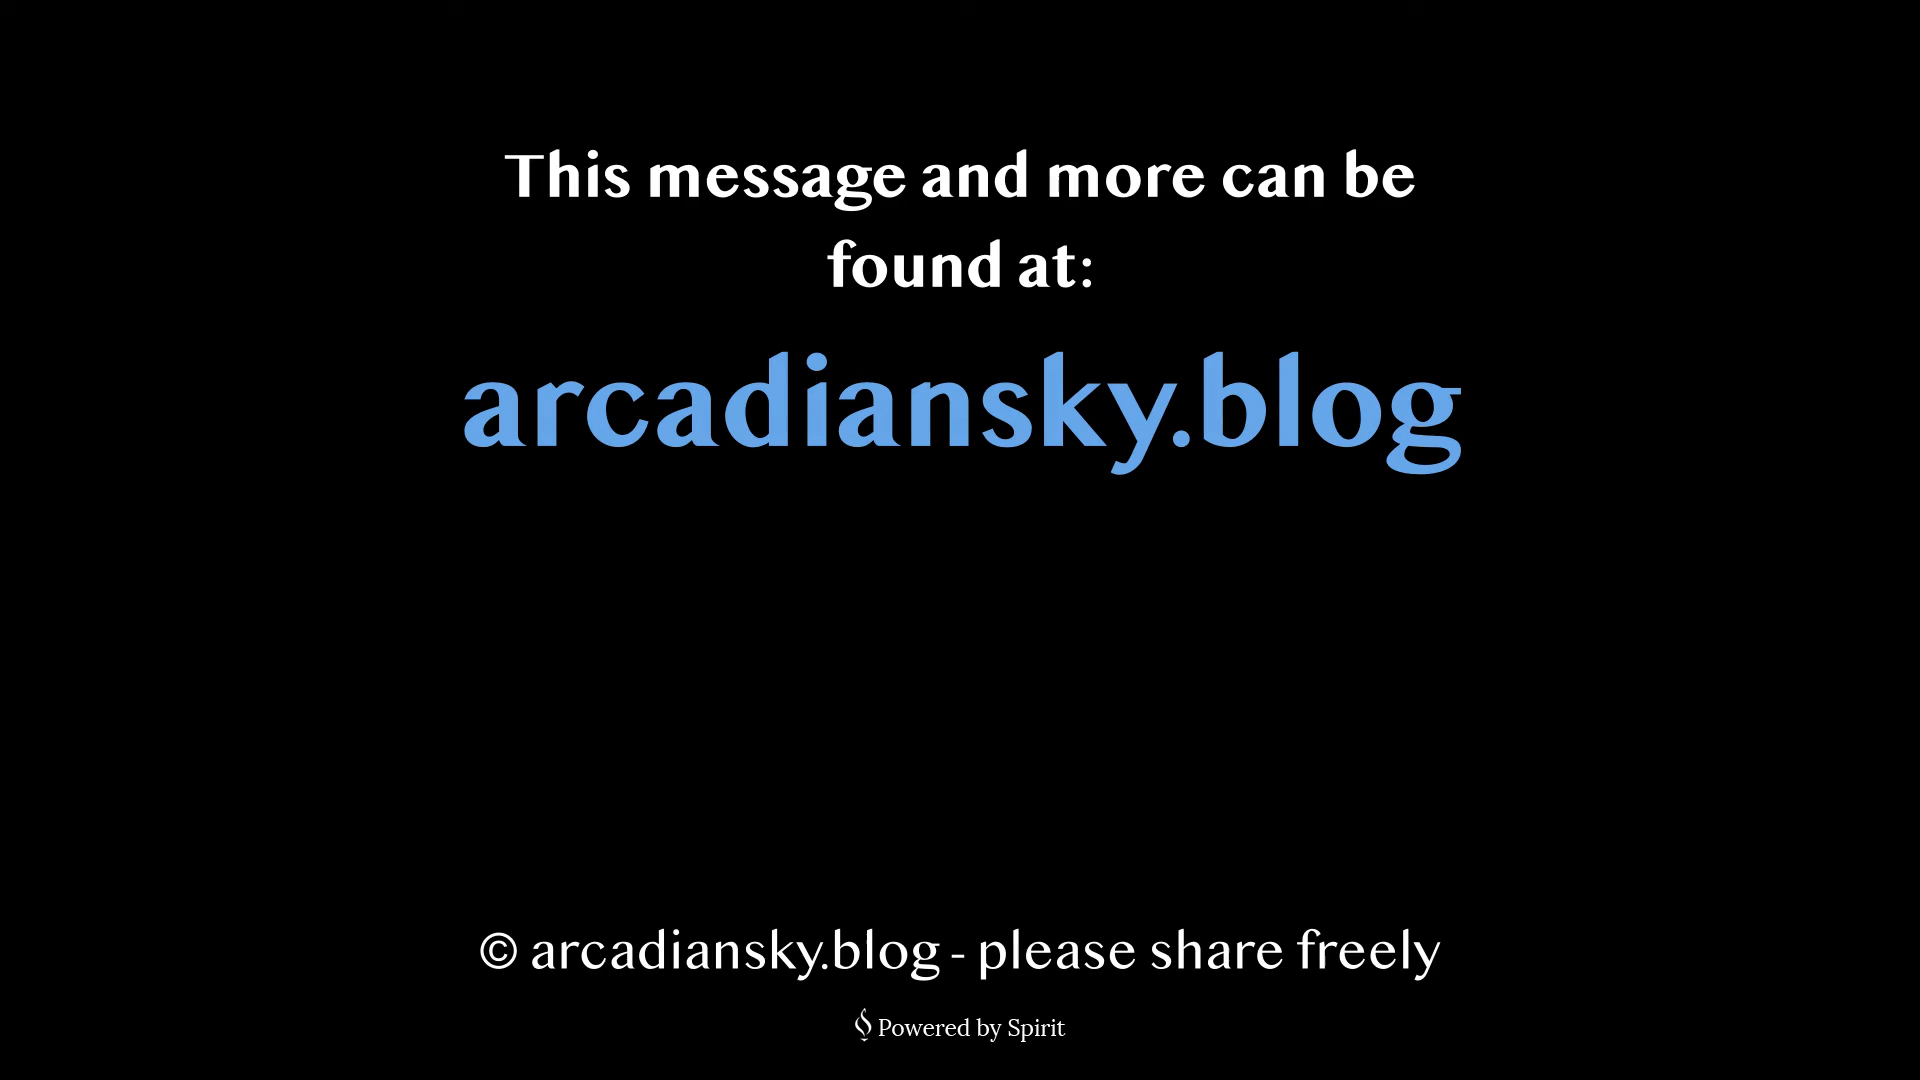 This message and more can be
found at:
arcadiansky.blog
© arcadiansky.blog - please share freely
Powered by Spirit